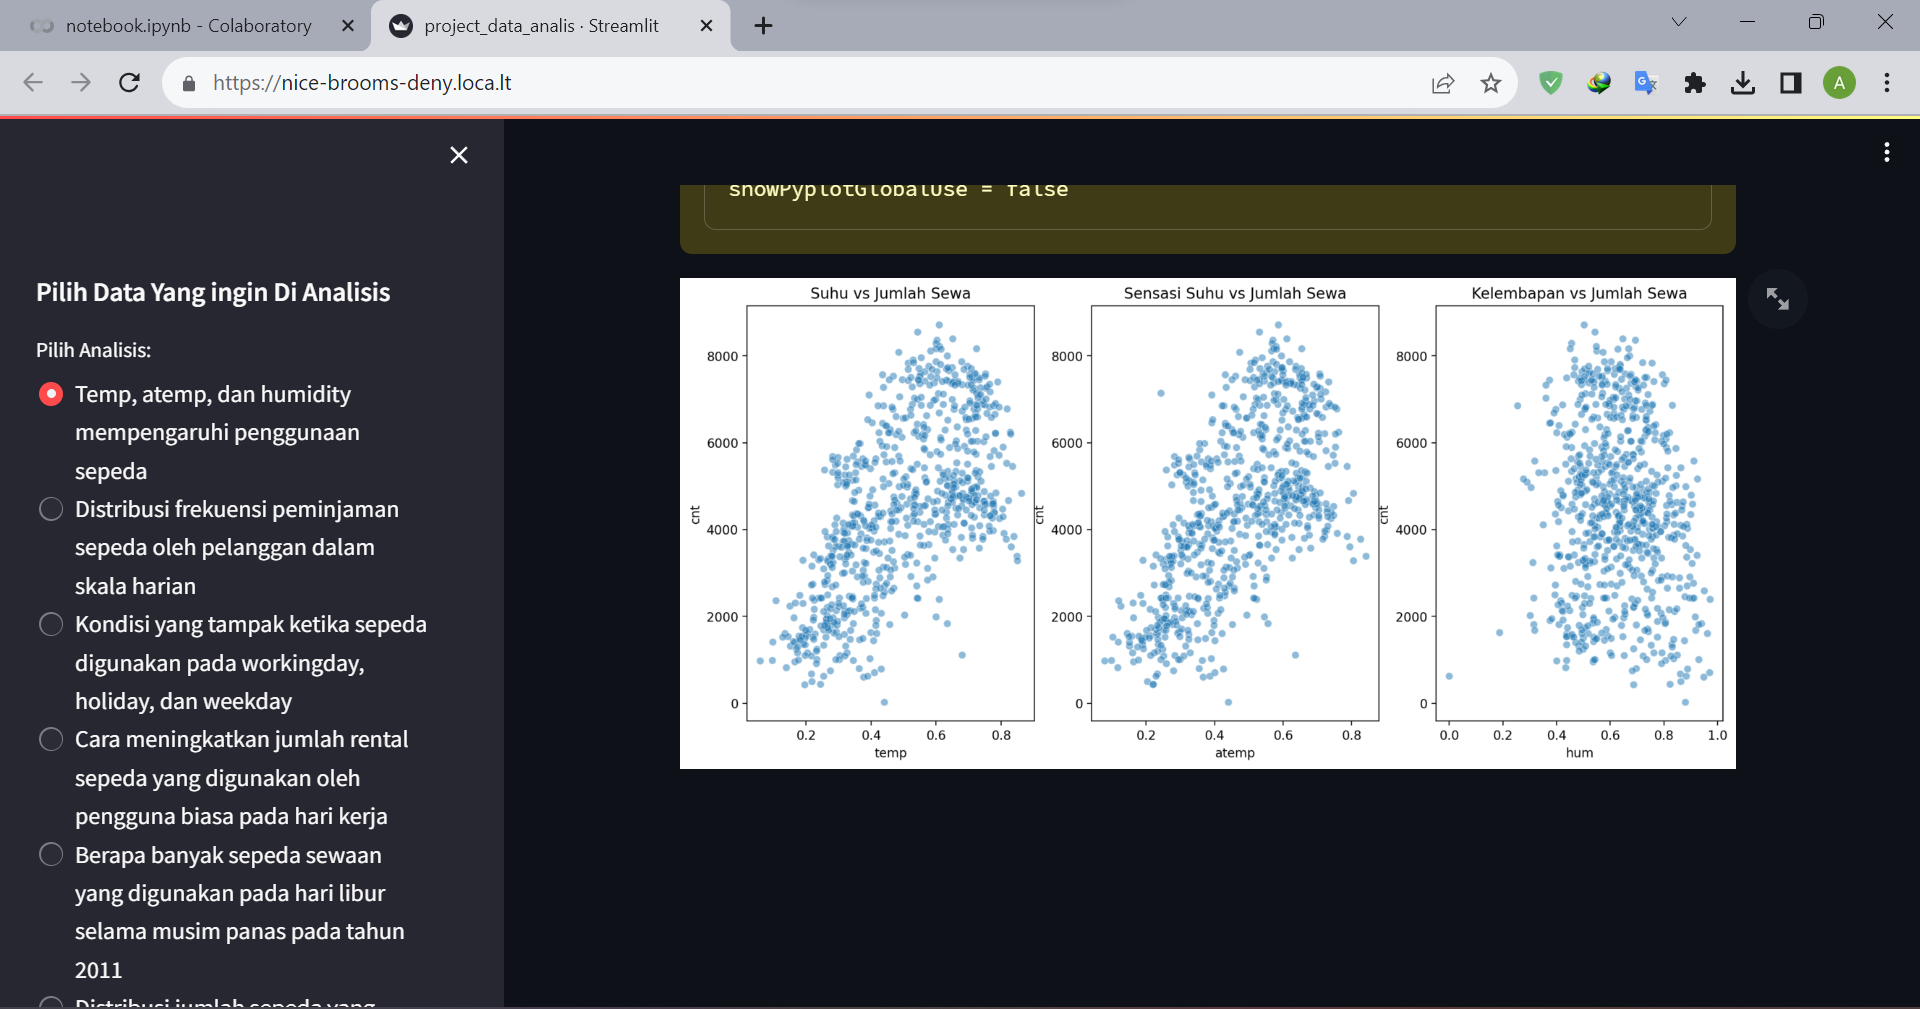 notebook.ipynb - Colaboratory
project_data_analis · Streamlit
https://nice-brooms-deny.loca.lt
A
Pilih Data Yang ingin Di Analisis
Pilih Analisis:
Temp, atemp, dan humidity
mempengaruhi penggunaan
sepeda
Distribusi frekuensi peminjaman
sepeda oleh pelanggan dalam
skala harian
Kondisi yang tampak ketika sepeda
digunakan pada workingday,
holiday, dan weekday
Cara meningkatkan jumlah rental
sepeda yang digunakan oleh
pengguna biasa pada hari kerja
Berapa banyak sepeda sewaan
yang digunakan pada hari libur
selama musim panas pada tahun
2011
Distribusi jumlah sepeda yang
showPyplotGlobalUse = false
Suhu vs Jumlah Sewa
8000
6000
4000
2000
0
cnt
0.2 0.4 0.6 0.8
temp
Sensasi Suhu vs Jumlah Sewa
8000
6000
4000
2000
0
cnt
0.2 0.4 0.6 0.8
atemp
Kelembapan vs Jumlah Sewa
8000
6000
4000
2000
0
cnt
0.0 0.2 0.4 0.6 0.8 1.0
hum